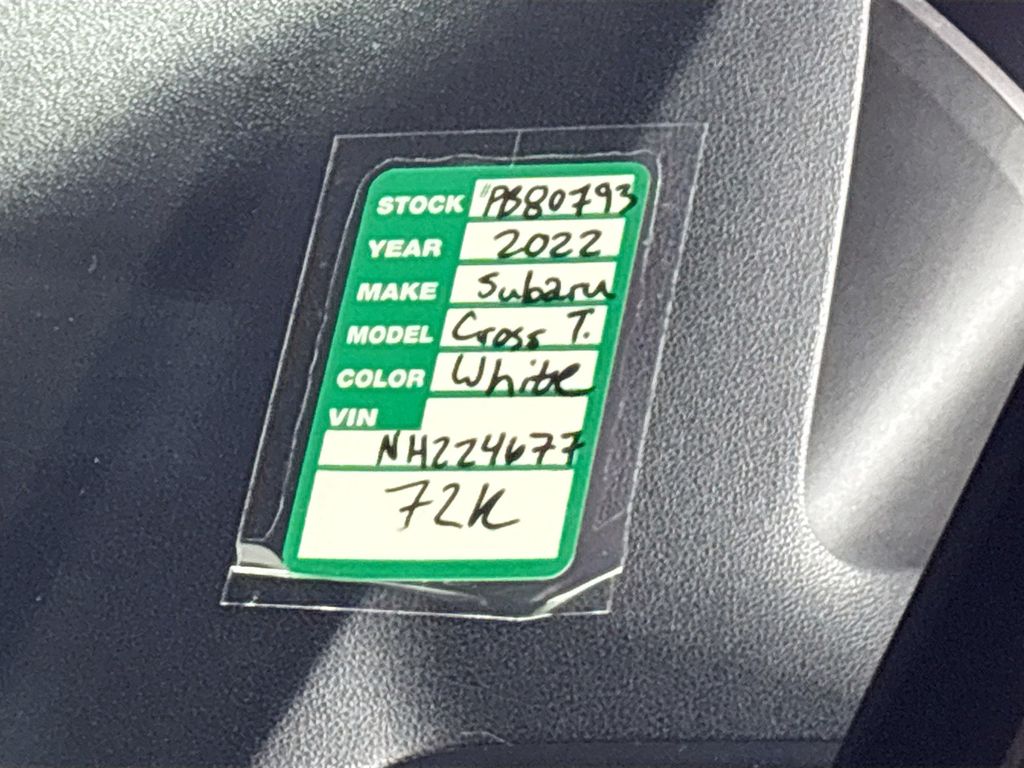 STOCK #PB80793
YEAR 2022
MAKE Subaru
MODEL Cross T.
COLOR White
VIN
NH224677
72K